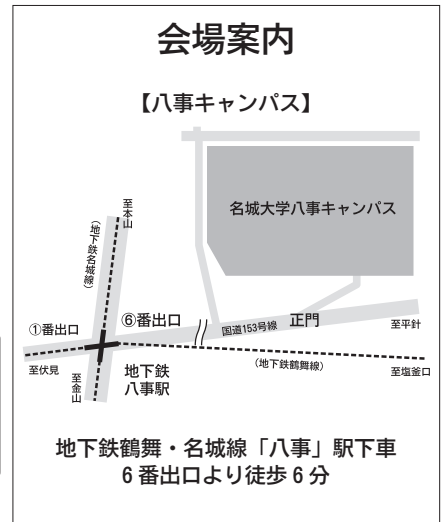 会場案内
【八事キャンパス】
名城大学八事キャンパス
至本山
(地下鉄名城線)
①番出口
⑥番出口
国道153号線
正門
至平針
至伏見
至金山
地下鉄
八事駅
(地下鉄鶴舞線)
至塩釜口
地下鉄鶴舞・名城線「八事」駅下車
6番出口より徒歩6分